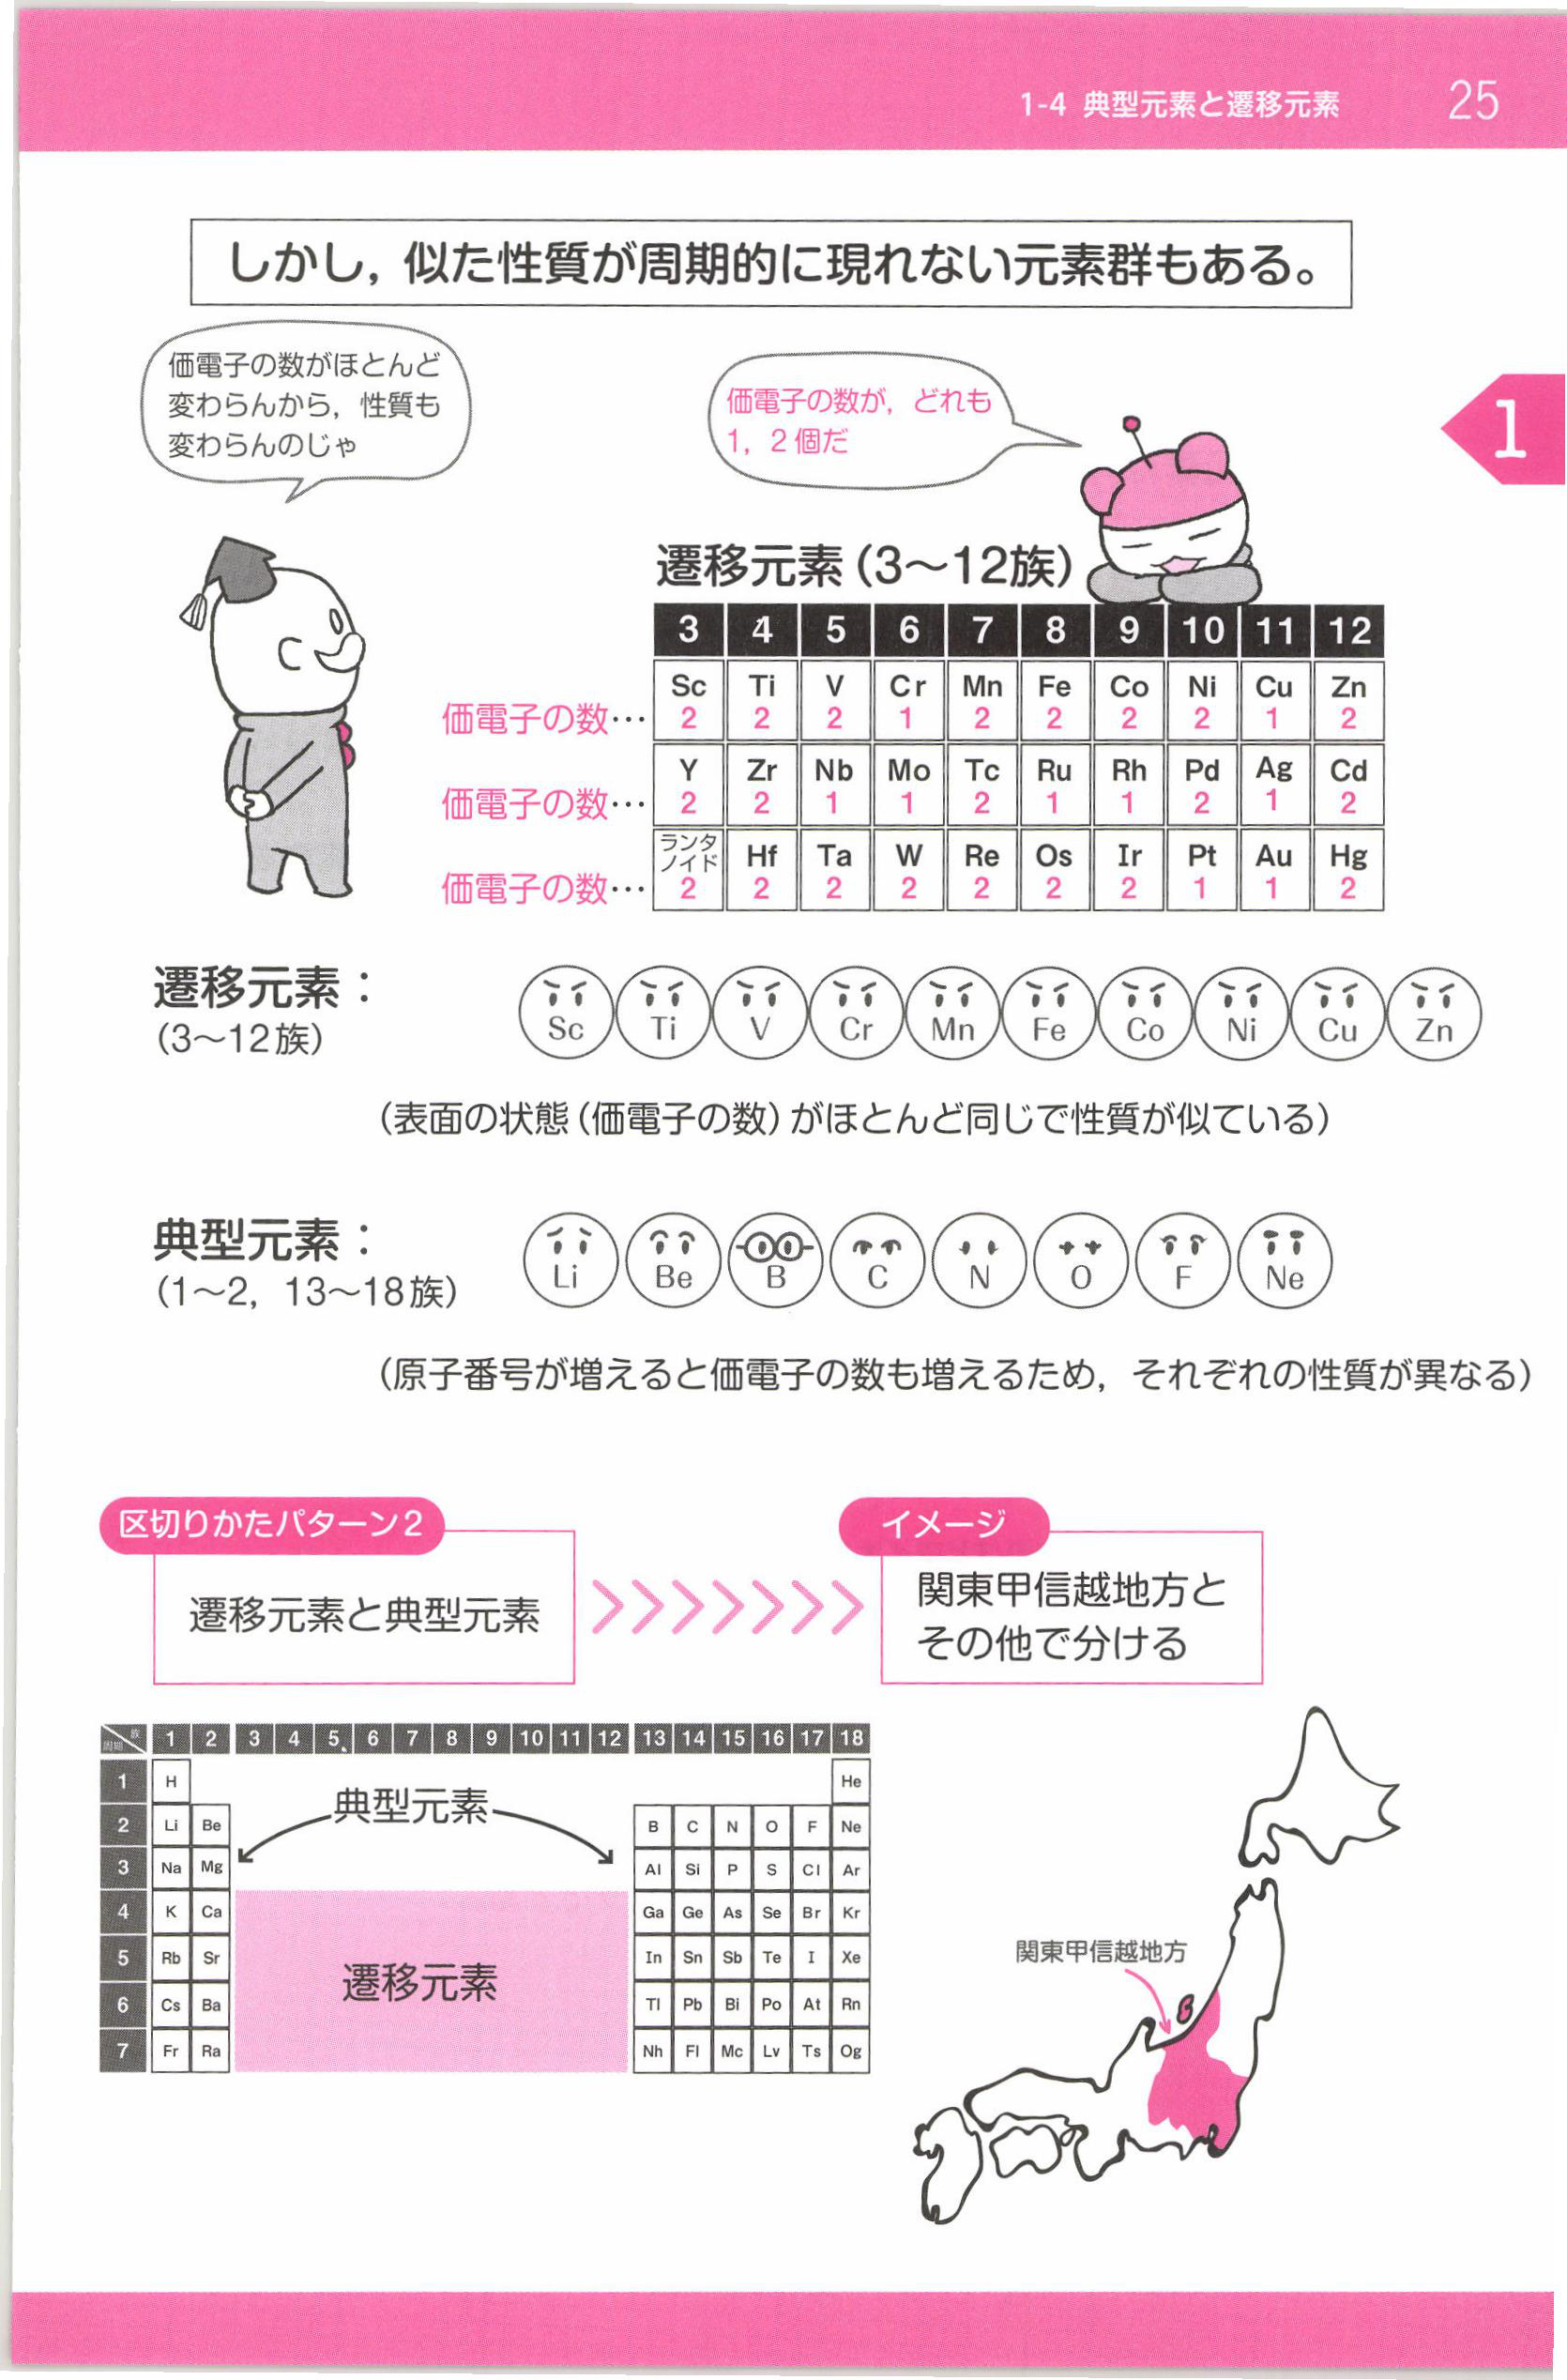 1-4 典型元素と遷移元素 25
しかし，似た性質が周期的に現れない元素群もある。
価電子の数がほとんど
変わらんから，性質も
変わらんのじゃ
価電子の数が，どれも
1，2個だ
1
遷移元素（3〜12族）
3 4 5 6 7 8 9 10 11 12
Sc Ti V Cr Mn Fe Co Ni Cu Zn
価電子の数… 2 2 2 1 2 2 2 2 1 2
Y Zr Nb Mo Tc Ru Rh Pd Ag Cd
価電子の数… 2 2 1 1 2 1 1 2 1 2
ランタ
ノイド Hf Ta W Re Os Ir Pt Au Hg
価電子の数… 2 2 2 2 2 2 2 1 1 2
遷移元素：
（3〜12族）
Sc Ti V Cr Mn Fe Co Ni Cu Zn
（表面の状態（価電子の数）がほとんど同じで性質が似ている）
典型元素：
（1〜2，13〜18族）
Li Be B C N O F Ne
（原子番号が増えると価電子の数も増えるため，それぞれの性質が異なる）
区切りかたパターン2
遷移元素と典型元素
イメージ
関東甲信越地方と
その他で分ける
族
周期 1 2 3 4 5 6 7 8 9 10 11 12 13 14 15 16 17 18
1 H He
典型元素
2 Li Be B C N O F Ne
3 Na Mg Al Si P S Cl Ar
4 K Ca Ga Ge As Se Br Kr
5 Rb Sr In Sn Sb Te I Xe
遷移元素
6 Cs Ba Tl Pb Bi Po At Rn
7 Fr Ra Nh Fl Mc Lv Ts Og
関東甲信越地方